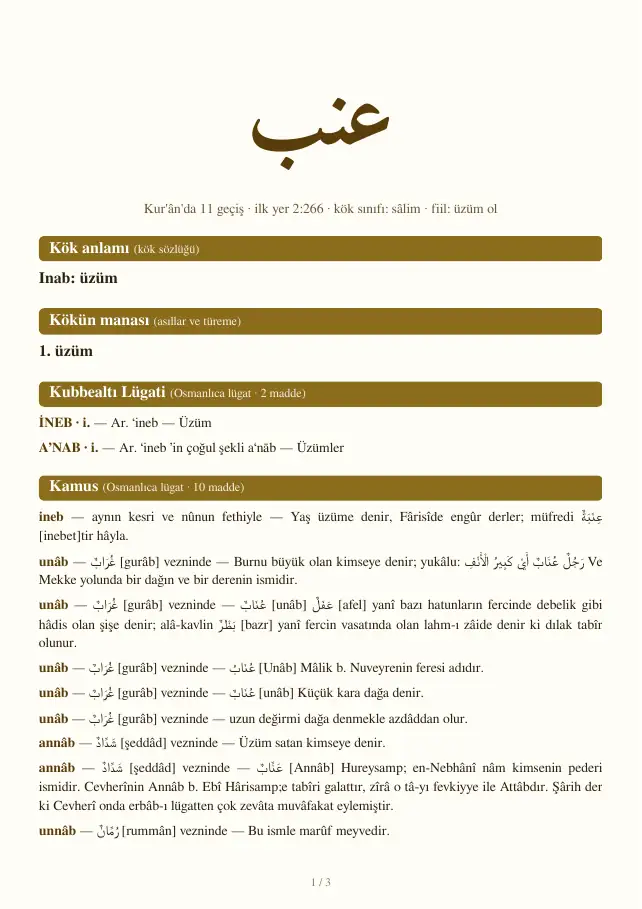 عنب
Kur'ân'da 11 geçiş · ilk yer 2:266 · kök sınıfı: sâlim · fiil: üzüm ol
Kök anlamı (kök sözlüğü)
Inab: üzüm
Kökün manası (asıllar ve türeme)
1. üzüm
Kubbealtı Lügati (Osmanlıca lügat · 2 madde)
İNEB · i. — Ar. ‘ineb — Üzüm
A’NAB · i. — Ar. ‘ineb 'in çoğul şekli a‘nāb — Üzümler
Kamus (Osmanlıca lügat · 10 madde)
ineb — aynın kesri ve nûnun fethiyle — Yaş üzüme denir, Fârisîde engûr derler; müfredi عِنَبَةٌ
[inebet]tir hâyla.
unâb — غُرَابٌ [gurâb] vezninde — Burnu büyük olan kimseye denir; yukâlu: رَجُلٌ عُنَابٌ أَيْ كَبِيرُ الْأَنْفِ Ve
Mekke yolunda bir dağın ve bir derenin ismidir.
unâb — غُرَابٌ [gurâb] vezninde — عُنَابٌ [unâb] عَفَلٌ [afel] yanî bazı hatunların fercinde debelik gibi
hâdis olan şişe denir; alâ-kavlin بَظْرٌ [bazr] yanî fercin vasatında olan lahm-ı zâide denir ki dılak tabîr
olunur.
unâb — غُرَابٌ [gurâb] vezninde — عُنَابٌ [Unâb] Mâlik b. Nuveyrenin feresi adıdır.
unâb — غُرَابٌ [gurâb] vezninde — عُنَابٌ [unâb] Küçük kara dağa denir.
unâb — غُرَابٌ [gurâb] vezninde — uzun değirmi dağa denmekle azdâddan olur.
annâb — شَدَّادٌ [şeddâd] vezninde — Üzüm satan kimseye denir.
annâb — شَدَّادٌ [şeddâd] vezninde — عَنَّابٌ [Annâb] Hureysamp; en-Nebhânî nâm kimsenin pederi
ismidir. Cevherînin Annâb b. Ebî Hârisamp;e tabîri galattır, zîrâ o tâ-yı fevkiyye ile Attâbdır. Şârih der
ki Cevherî onda erbâb-ı lügatten çok zevâta muvâfakat eylemiştir.
unnâb — رُمَّانٌ [rummân] vezninde — Bu ismle marûf meyvedir.
1 / 3